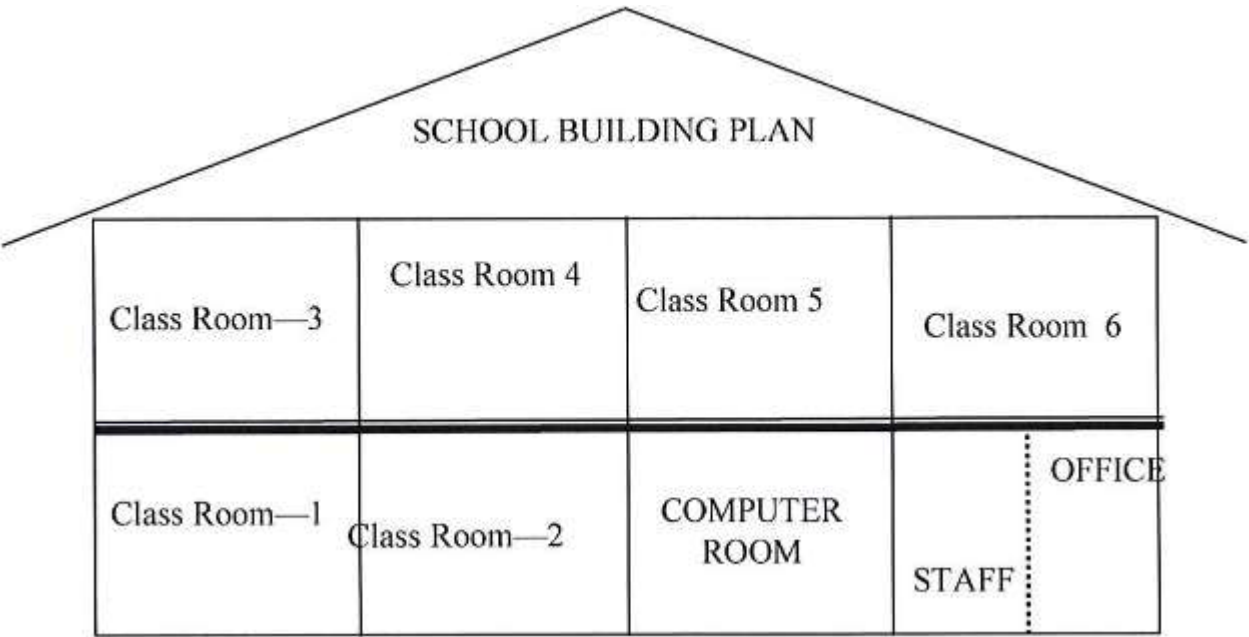 SCHOOL BUILDING PLAN
Class Room—3
Class Room 4
Class Room 5
Class Room 6
Class Room—1
Class Room—2
COMPUTER
ROOM
STAFF
OFFICE